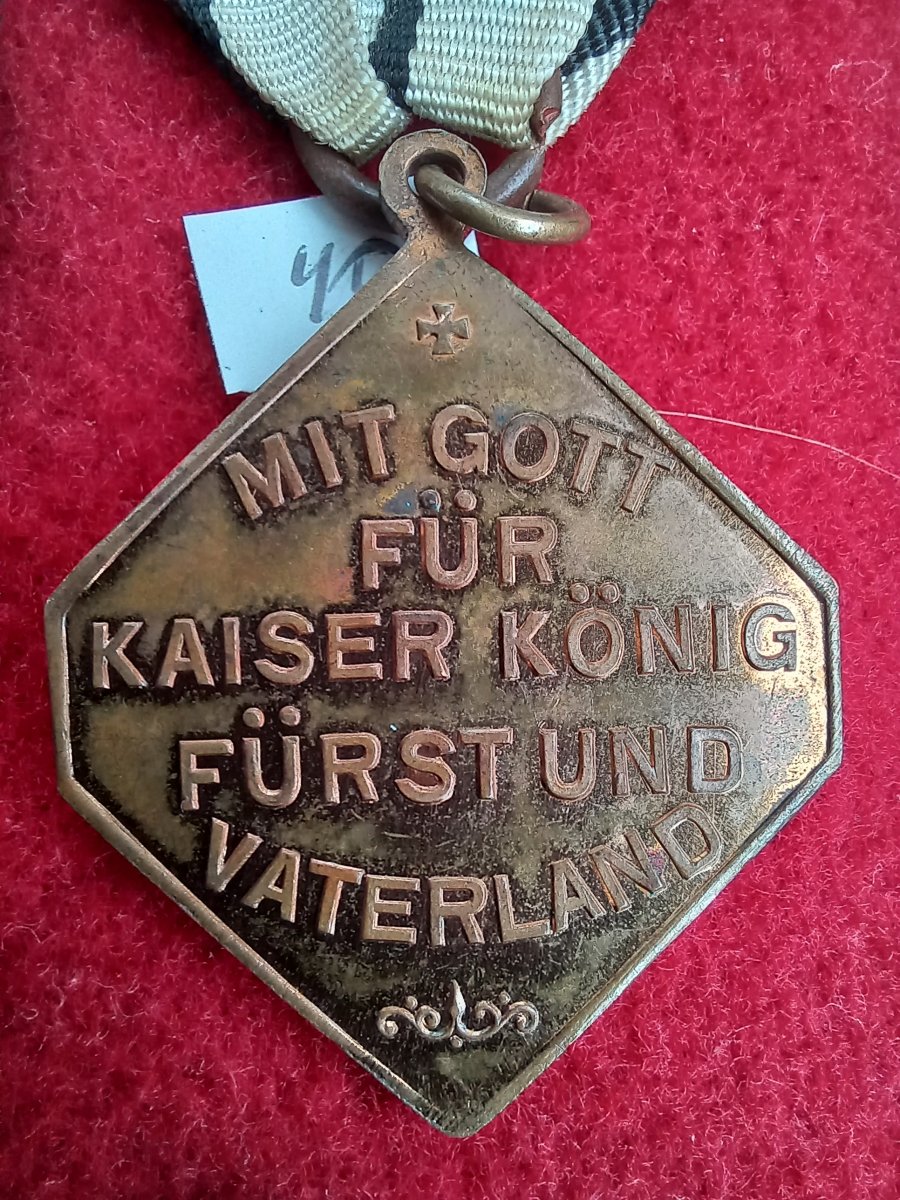 MIT GOTT
FÜR
KAISER KÖNIG
FÜRST UND
VATERLAND